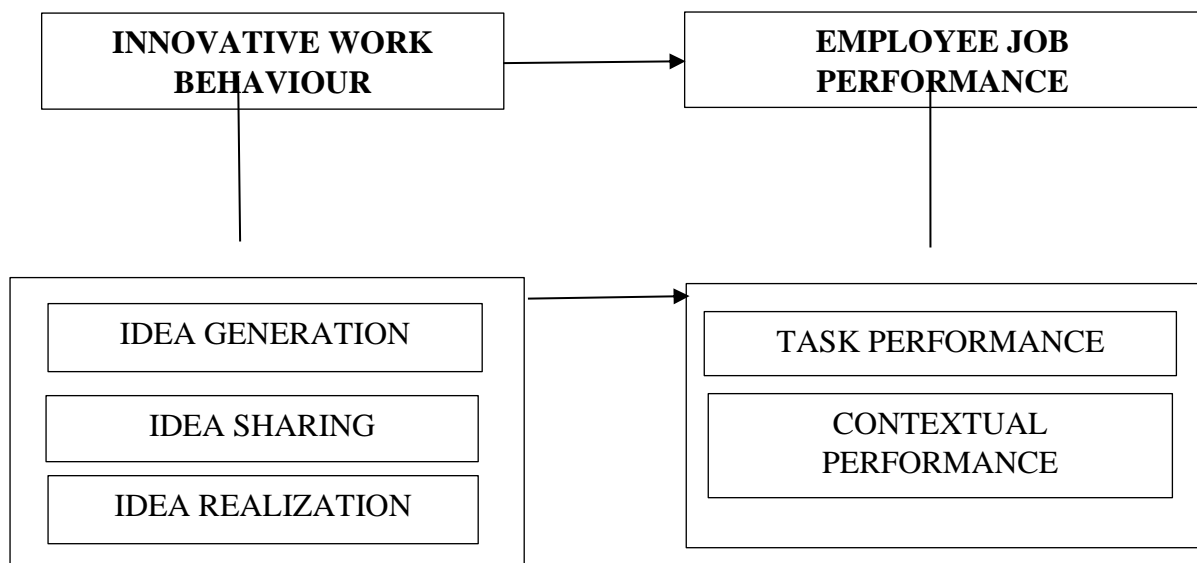 INNOVATIVE WORK
BEHAVIOUR
EMPLOYEE JOB
PERFORMANCE
IDEA GENERATION
IDEA SHARING
IDEA REALIZATION
TASK PERFORMANCE
CONTEXTUAL
PERFORMANCE